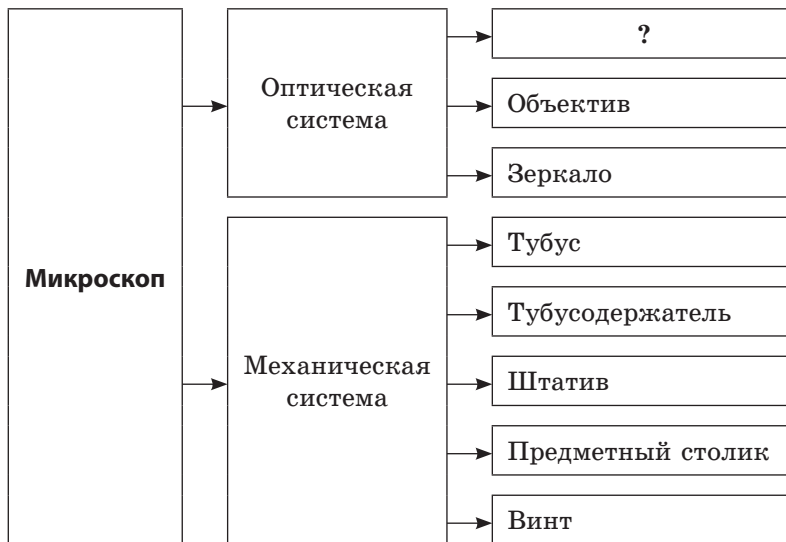 Микроскоп
Оптическая
система
?
Объектив
Зеркало
Механическая
система
Тубус
Тубусодержатель
Штатив
Предметный столик
Винт